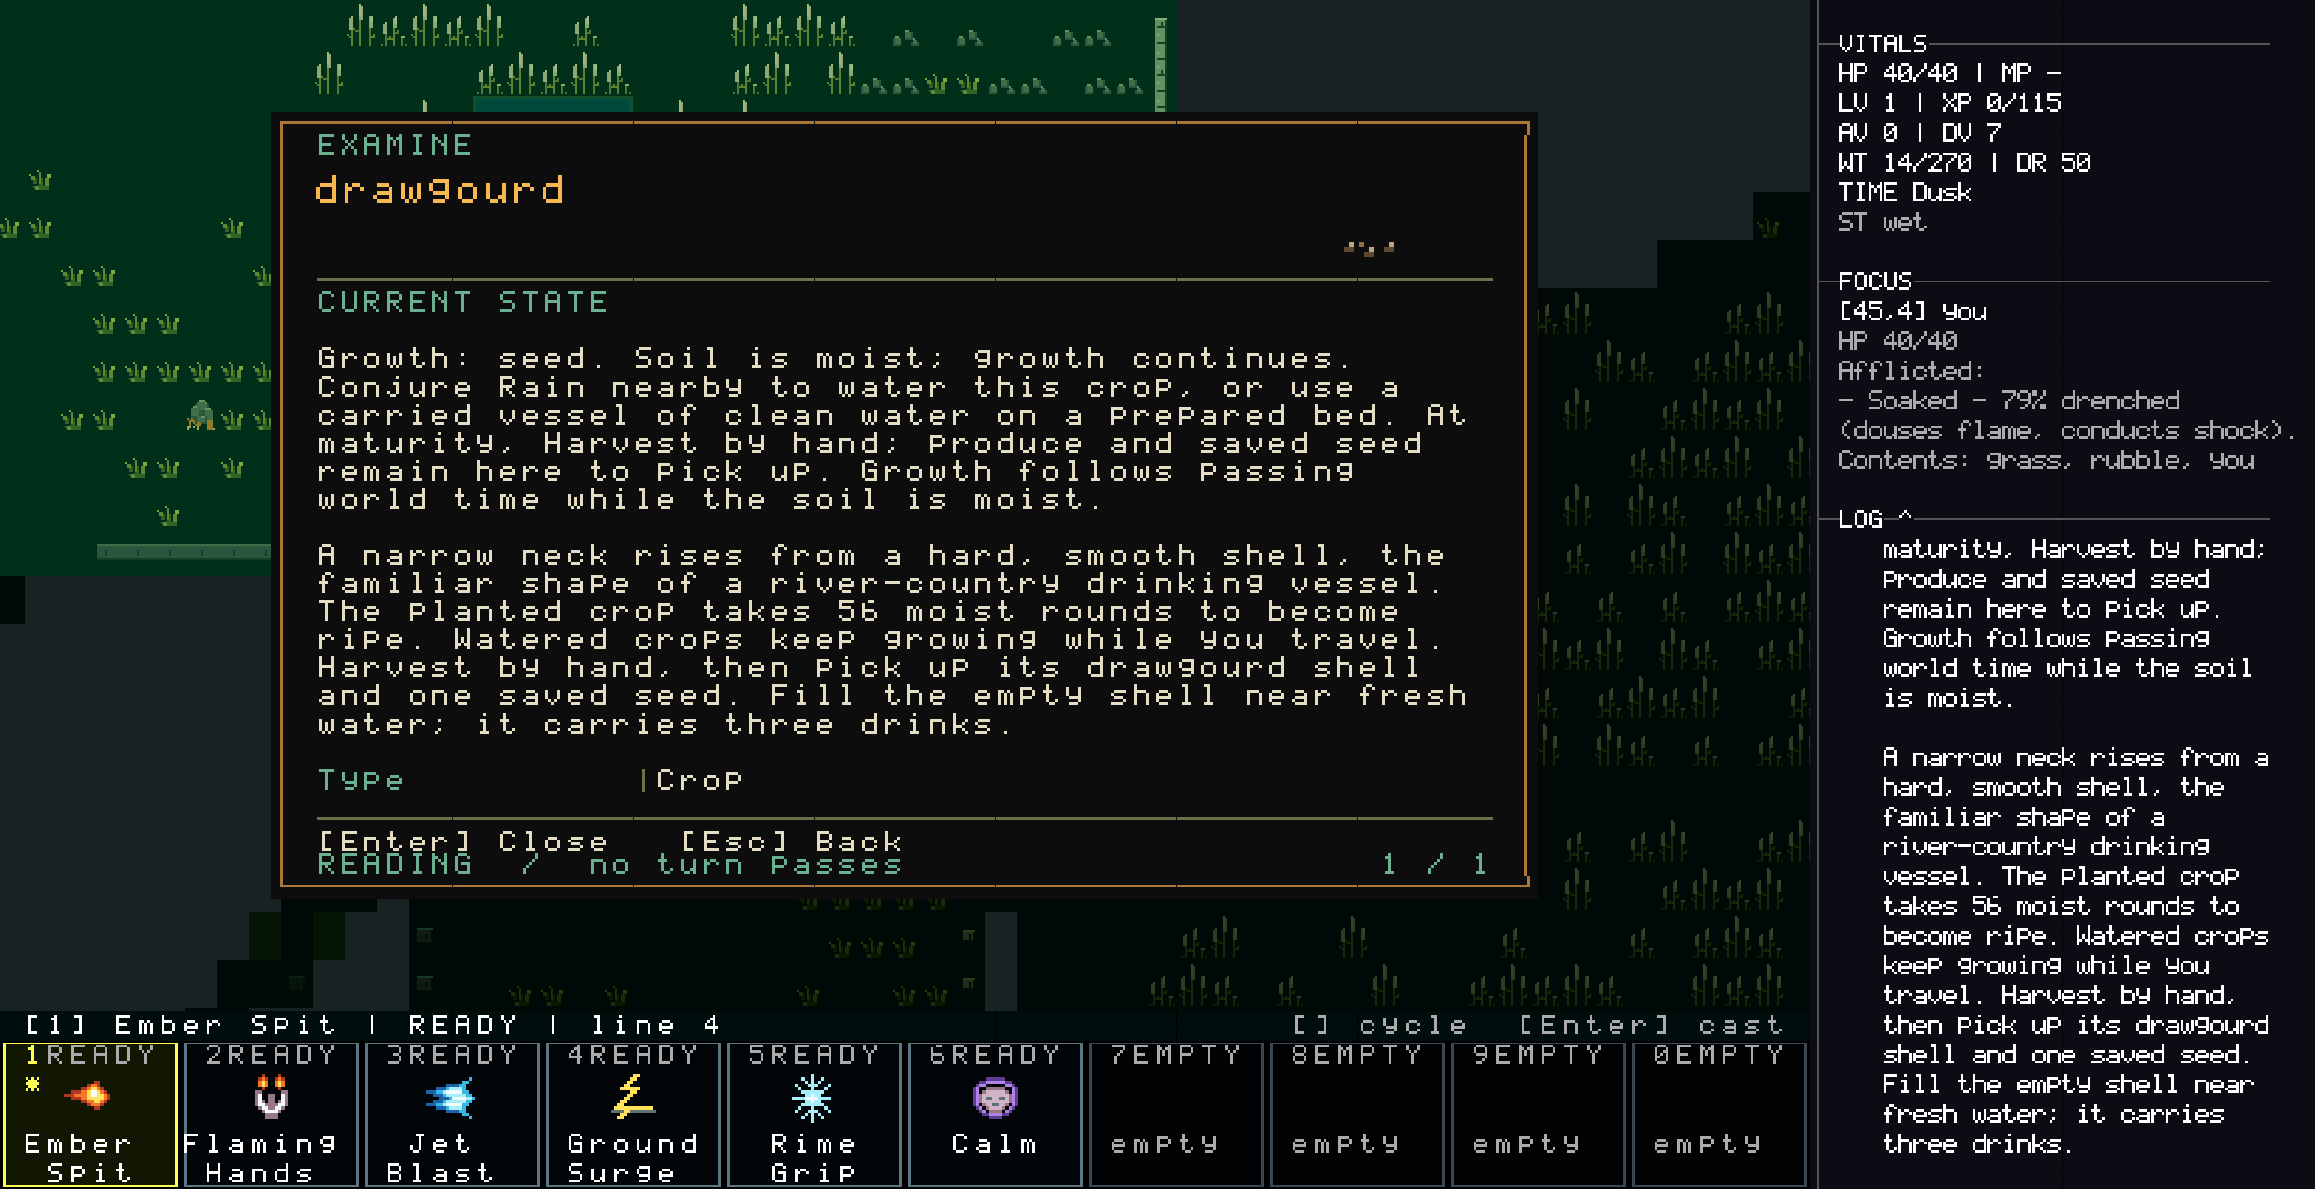 EXAMINE
drawgourd
CURRENT STATE
Growth: seed. Soil is moist; growth continues.
Conjure Rain nearby to water this crop, or use a
carried vessel of clean water on a prepared bed. At
maturity, Harvest by hand; produce and saved seed
remain here to pick up. Growth follows passing
world time while the soil is moist.
A narrow neck rises from a hard, smooth shell, the
familiar shape of a river-country drinking vessel.
The planted crop takes 56 moist rounds to become
ripe. Watered crops keep growing while you travel.
Harvest by hand, then pick up its drawgourd shell
and one saved seed. Fill the empty shell near fresh
water; it carries three drinks.
Type |Crop
[Enter] Close [Esc] Back
READING / no turn passes 1 / 1
[1] Ember Spit | READY | line 4 [] cycle [Enter] cast
1READY 2READY 3READY 4READY 5READY 6READY 7EMPTY 8EMPTY 9EMPTY 0EMPTY
Ember Flaming Jet Ground Rime Calm empty empty empty empty
Spit Hands Blast Surge Grip
VITALS
HP 40/40 | MP -
LV 1 | XP 0/115
AV 0 | DV 7
WT 14/270 | DR 50
TIME Dusk
ST wet
FOCUS
[45,4] you
HP 40/40
Afflicted:
- Soaked - 79% drenched
(douses flame, conducts shock).
Contents: grass, rubble, you
LOG ^
maturity, Harvest by hand;
produce and saved seed
remain here to pick up.
Growth follows passing
world time while the soil
is moist.
A narrow neck rises from a
hard, smooth shell, the
familiar shape of a
river-country drinking
vessel. The planted crop
takes 56 moist rounds to
become ripe. Watered crops
keep growing while you
travel. Harvest by hand,
then pick up its drawgourd
shell and one saved seed.
Fill the empty shell near
fresh water; it carries
three drinks.